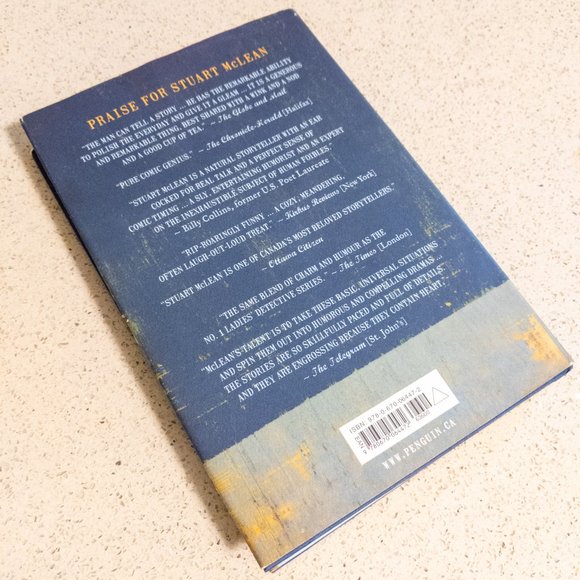 PRAISE FOR STUART McLEAN
"THE MAN CAN TELL A STORY ... HE HAS THE REMARKABLE ABILITY
TO POLISH THE EVERYDAY AND GIVE IT A GLEAM ... IT IS A GENEROUS
AND REMARKABLE THING, BEST SHARED WITH A WINK AND A NOD
AND A GOOD CUP OF TEA." ~ The Globe and Mail
"PURE COMIC GENIUS." ~ The Chronicle-Herald [Halifax]
"STUART McLEAN IS A NATURAL STORYTELLER WITH AN EAR
COCKED FOR REAL TALK AND A PERFECT SENSE OF
COMIC TIMING ... A SLY, ENTERTAINING HUMORIST AND AN EXPERT
ON THE INEXHAUSTIBLE SUBJECT OF HUMAN FOIBLES."
~ Billy Collins, former U.S. Poet Laureate
"RIP-ROARINGLY FUNNY ... A COZY, MEANDERING,
OFTEN LAUGH-OUT-LOUD TREAT." ~ Kirkus Reviews [New York]
"STUART McLEAN IS ONE OF CANADA'S MOST BELOVED STORYTELLERS."
~ Ottawa Citizen
"THE SAME BLEND OF CHARM AND HUMOUR AS THE
NO. 1 LADIES' DETECTIVE SERIES." ~ The Times [London]
"McLEAN'S TALENT IS TO TAKE THESE BASIC UNIVERSAL SITUATIONS
AND SPIN THEM OUT INTO HUMOROUS AND COMPELLING DRAMAS ...
THE STORIES ARE SO SKILLFULLY PACED AND FULL OF DETAILS,
AND THEY ARE ENGROSSING BECAUSE THEY CONTAIN HEART."
~ The Telegram [St. John's]
ISBN: 978-0-670-06447-2
9 780670 064472
WWW.PENGUIN.CA